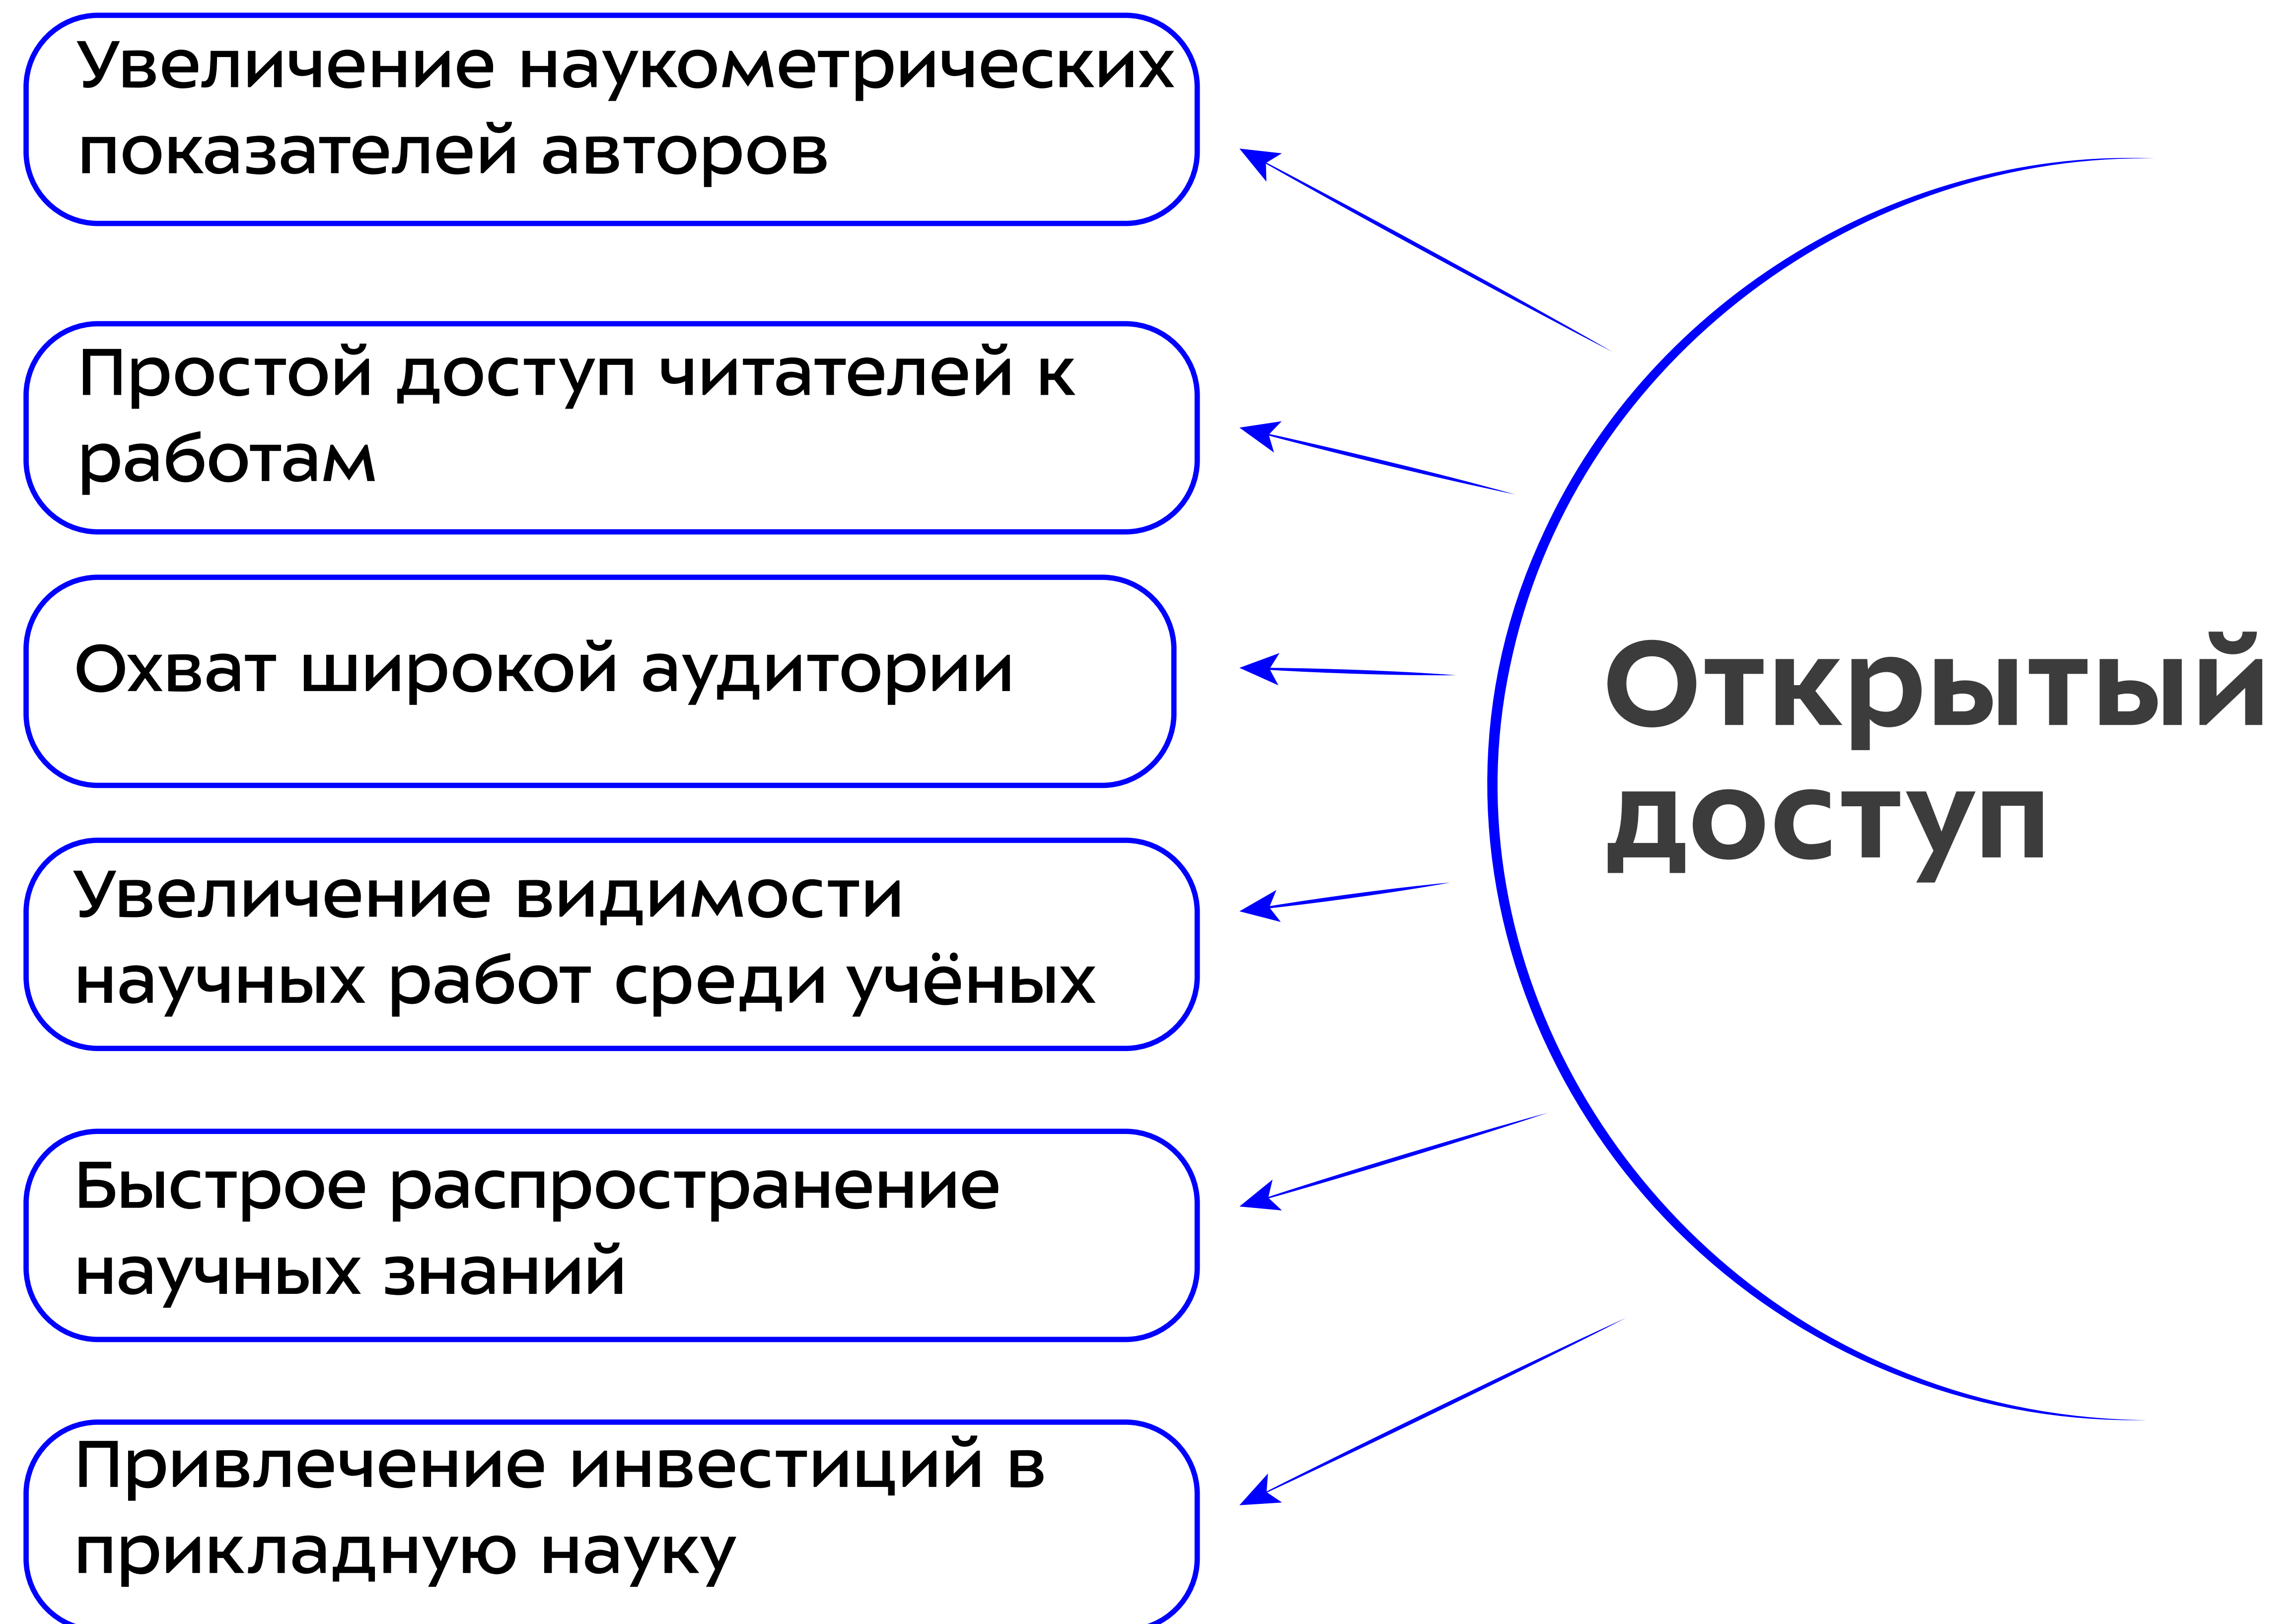 Увеличение наукометрических
показателей авторов
Простой доступ читателей к
работам
Охват широкой аудитории
Увеличение видимости
научных работ среди учёных
Быстрое распространение
научных знаний
Привлечение инвестиций в
прикладную науку
Открытый
доступ